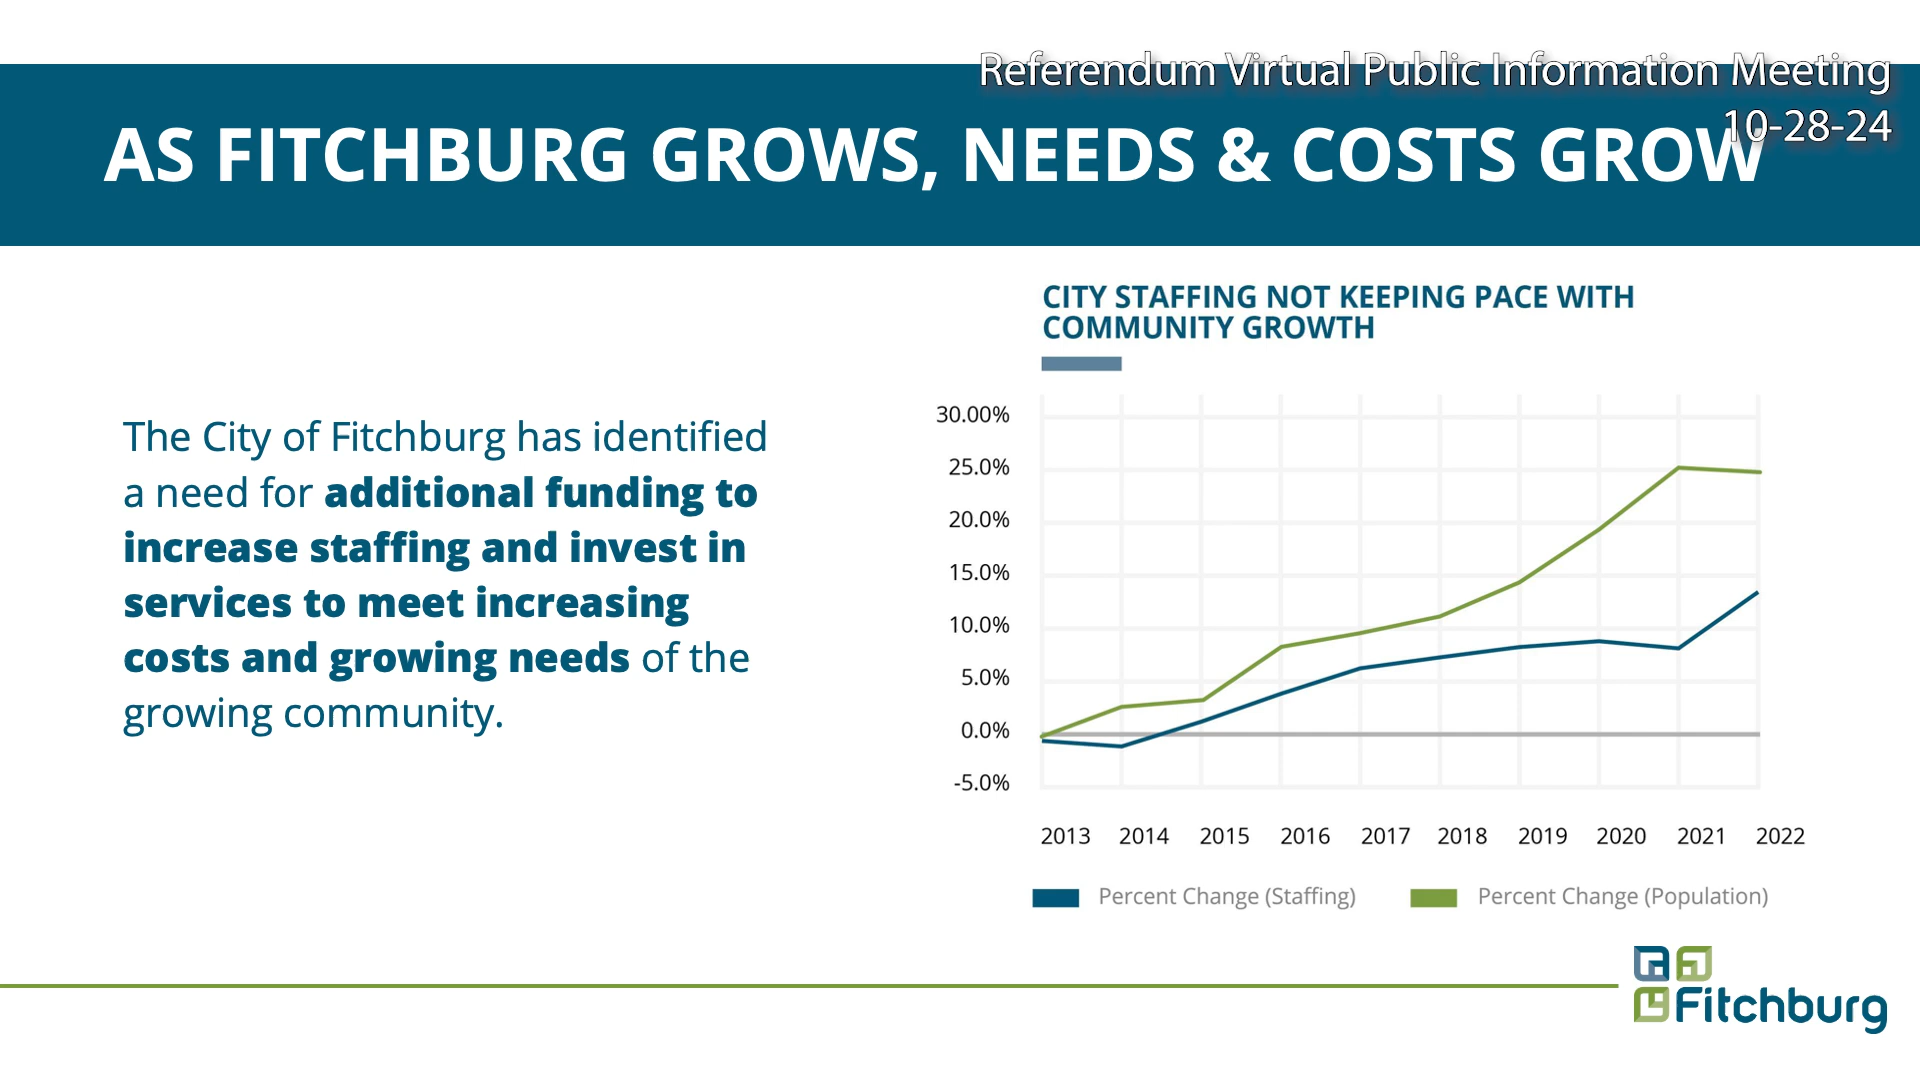 Referendum Virtual Public Information Meeting
10-28-24
AS FITCHBURG GROWS, NEEDS & COSTS GROW
The City of Fitchburg has identified
a need for additional funding to
increase staffing and invest in
services to meet increasing
costs and growing needs of the
growing community.
CITY STAFFING NOT KEEPING PACE WITH
COMMUNITY GROWTH
30.00%
25.0%
20.0%
15.0%
10.0%
5.0%
0.0%
-5.0%
2013 2014 2015 2016 2017 2018 2019 2020 2021 2022
Percent Change (Staffing) Percent Change (Population)
Fitchburg